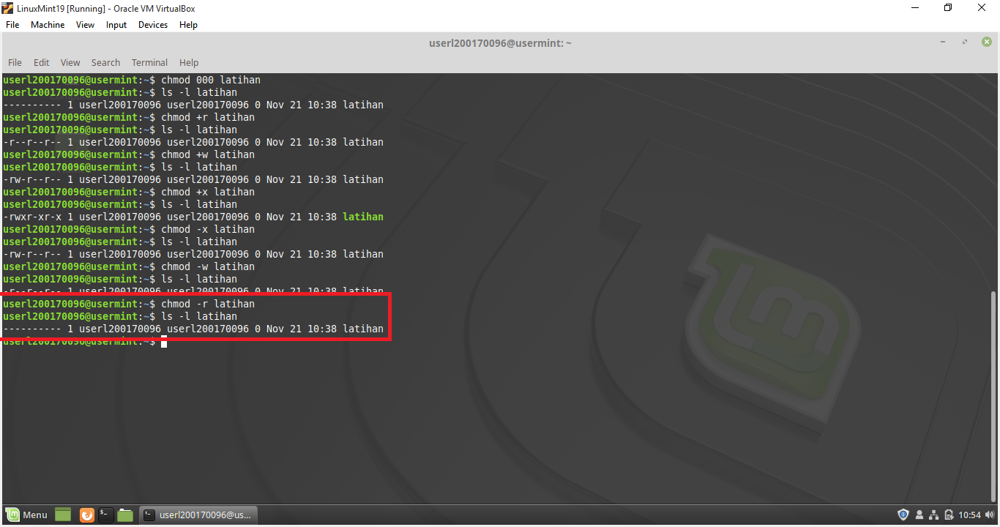 LinuxMint19 [Running] - Oracle VM VirtualBox
File Machine View Input Devices Help
userl200170096@usermint: ~
File Edit View Search Terminal Help
userl200170096@usermint:~$ chmod 000 latihan
userl200170096@usermint:~$ ls -l latihan
---------- 1 userl200170096 userl200170096 0 Nov 21 10:38 latihan
userl200170096@usermint:~$ chmod +r latihan
userl200170096@usermint:~$ ls -l latihan
-r--r--r-- 1 userl200170096 userl200170096 0 Nov 21 10:38 latihan
userl200170096@usermint:~$ chmod +w latihan
userl200170096@usermint:~$ ls -l latihan
-rw-r--r-- 1 userl200170096 userl200170096 0 Nov 21 10:38 latihan
userl200170096@usermint:~$ chmod +x latihan
userl200170096@usermint:~$ ls -l latihan
-rwxr-xr-x 1 userl200170096 userl200170096 0 Nov 21 10:38 latihan
userl200170096@usermint:~$ chmod -x latihan
userl200170096@usermint:~$ ls -l latihan
-rw-r--r-- 1 userl200170096 userl200170096 0 Nov 21 10:38 latihan
userl200170096@usermint:~$ chmod -w latihan
userl200170096@usermint:~$ ls -l latihan
-r--r--r-- 1 userl200170096 userl200170096 0 Nov 21 10:38 latihan
userl200170096@usermint:~$ chmod -r latihan
userl200170096@usermint:~$ ls -l latihan
---------- 1 userl200170096 userl200170096 0 Nov 21 10:38 latihan
userl200170096@usermint:~$
Menu userl200170096@us... 10:54